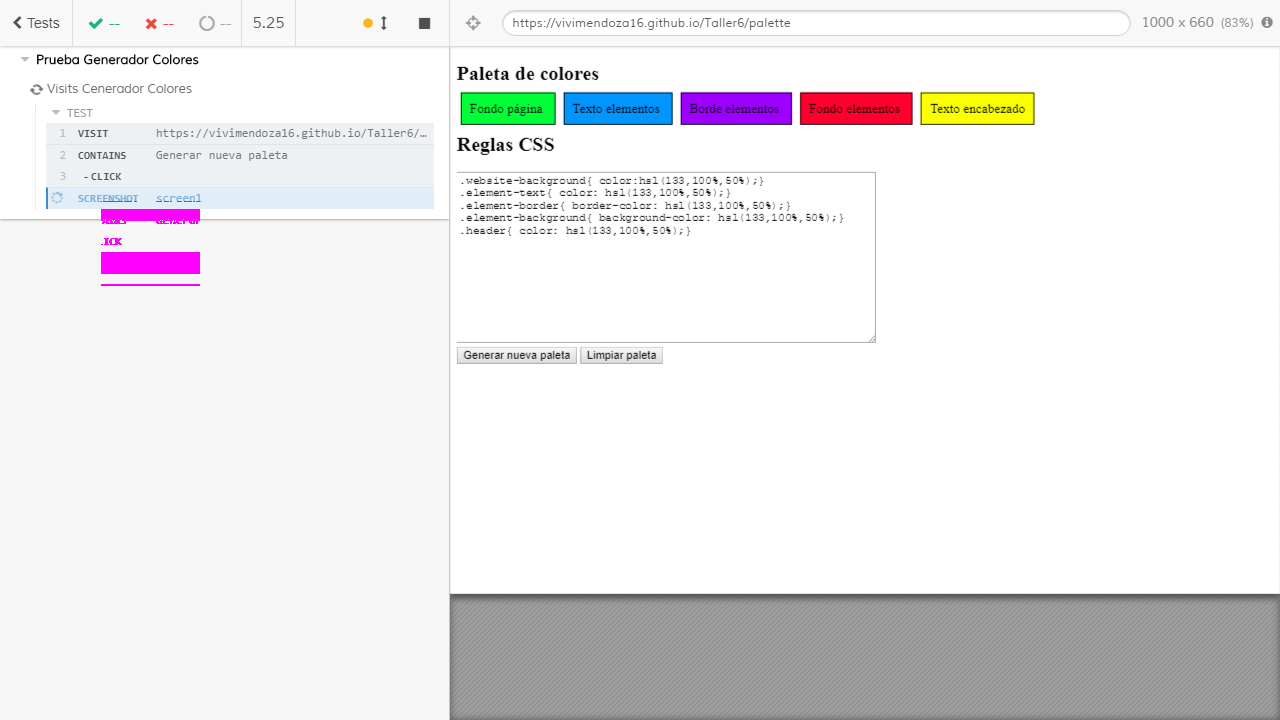 Tests
--
--
--
5.25
https://vivimendoza16.github.io/Taller6/palette
1000 x 660 (83%)
Prueba Generador Colores
Visits Cenerador Colores
TEST
1 VISIT https://vivimendoza16.github.io/Taller6/…
2 CONTAINS Generar nueva paleta
3 -CLICK
SCREENSHOT screen1
Paleta de colores
Fondo página
Texto elementos
Borde elementos
Fondo elementos
Texto encabezado
Reglas CSS
.website-background{ color:hsl(133,100%,50%);}
.element-text{ color: hsl(133,100%,50%);}
.element-border{ border-color: hsl(133,100%,50%);}
.element-background{ background-color: hsl(133,100%,50%);}
.header{ color: hsl(133,100%,50%);}
Generar nueva paleta
Limpiar paleta